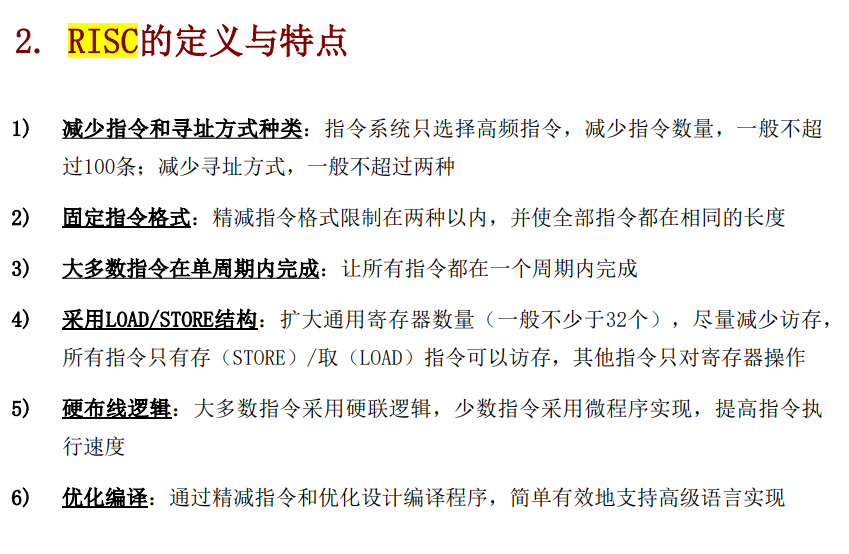 2. RISC的定义与特点
1) 减少指令和寻址方式种类：指令系统只选择高频指令，减少指令数量，一般不超
过100条；减少寻址方式，一般不超过两种
2) 固定指令格式：精减指令格式限制在两种以内，并使全部指令都在相同的长度
3) 大多数指令在单周期内完成：让所有指令都在一个周期内完成
4) 采用LOAD/STORE结构：扩大通用寄存器数量（一般不少于32个），尽量减少访存，
所有指令只有存（STORE）/取（LOAD）指令可以访存，其他指令只对寄存器操作
5) 硬布线逻辑：大多数指令采用硬联逻辑，少数指令采用微程序实现，提高指令执
行速度
6) 优化编译：通过精减指令和优化设计编译程序，简单有效地支持高级语言实现